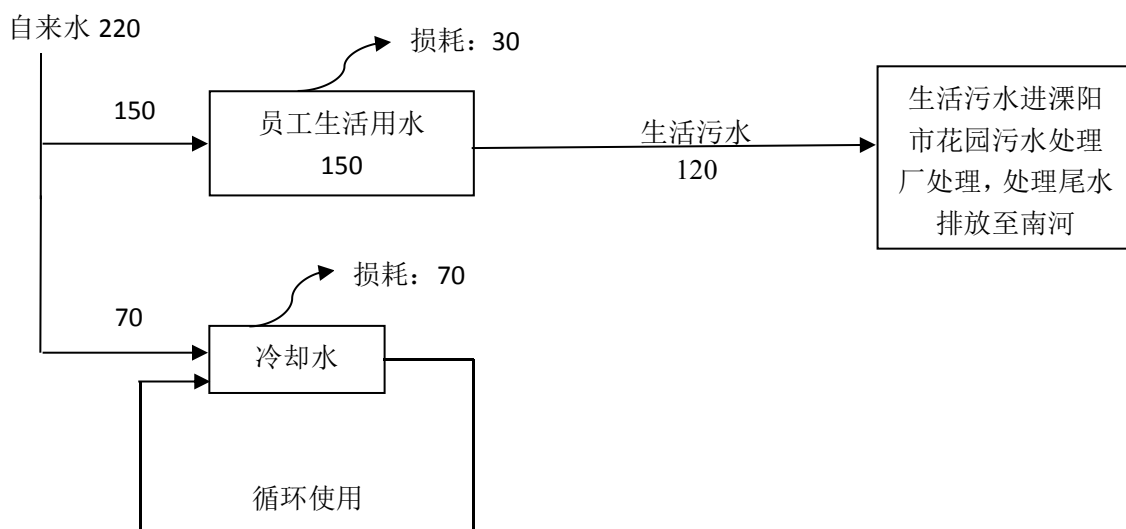 自来水 220
损耗：30
150
员工生活用水
150
生活污水
120
生活污水进溧阳
市花园污水处理
厂处理，处理尾水
排放至南河
损耗：70
70
冷却水
循环使用